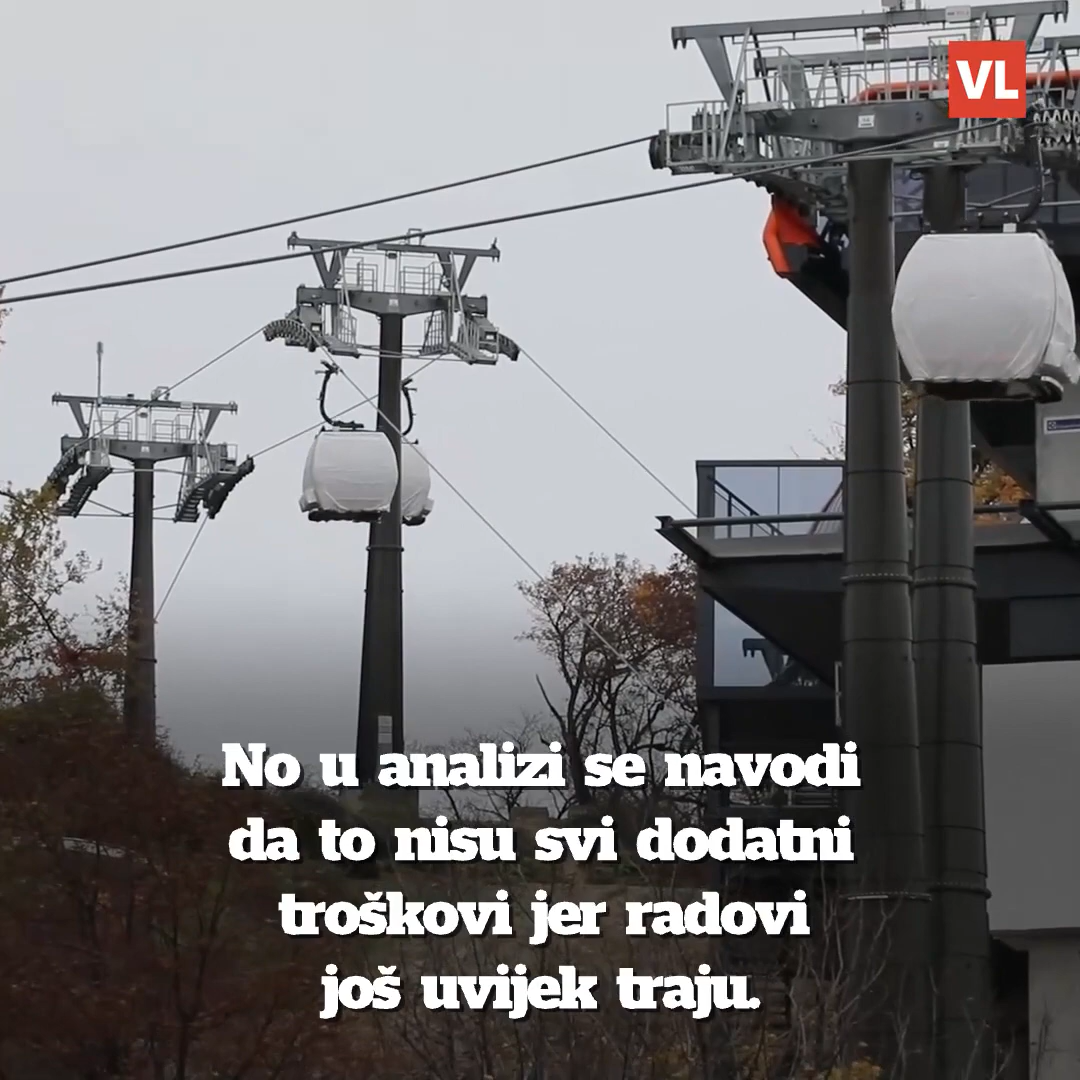 VL
No u analizi se navodi
da to nisu svi dodatni
troškovi jer radovi
još uvijek traju.